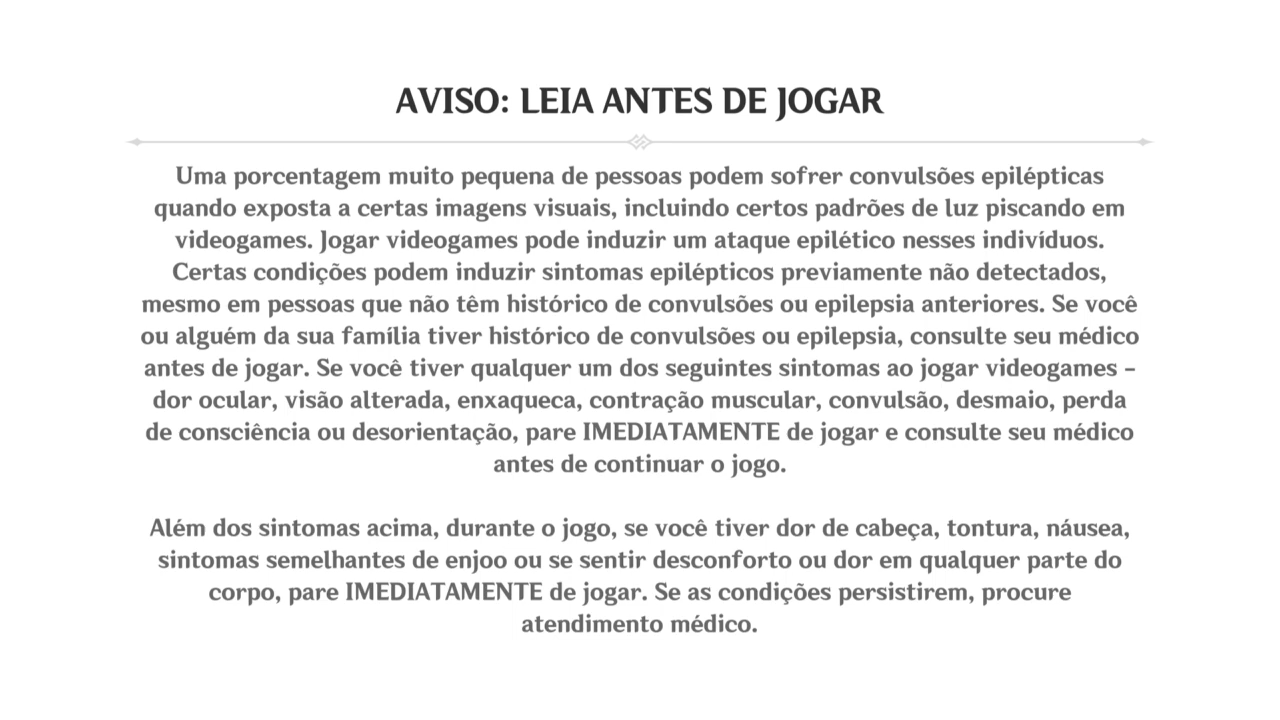 AVISO: LEIA ANTES DE JOGAR
Uma porcentagem muito pequena de pessoas podem sofrer convulsões epilépticas
quando exposta a certas imagens visuais, incluindo certos padrões de luz piscando em
videogames. Jogar videogames pode induzir um ataque epilético nesses indivíduos.
Certas condições podem induzir sintomas epilépticos previamente não detectados,
mesmo em pessoas que não têm histórico de convulsões ou epilepsia anteriores. Se você
ou alguém da sua família tiver histórico de convulsões ou epilepsia, consulte seu médico
antes de jogar. Se você tiver qualquer um dos seguintes sintomas ao jogar videogames –
dor ocular, visão alterada, enxaqueca, contração muscular, convulsão, desmaio, perda
de consciência ou desorientação, pare IMEDIATAMENTE de jogar e consulte seu médico
antes de continuar o jogo.
Além dos sintomas acima, durante o jogo, se você tiver dor de cabeça, tontura, náusea,
sintomas semelhantes de enjoo ou se sentir desconforto ou dor em qualquer parte do
corpo, pare IMEDIATAMENTE de jogar. Se as condições persistirem, procure
atendimento médico.